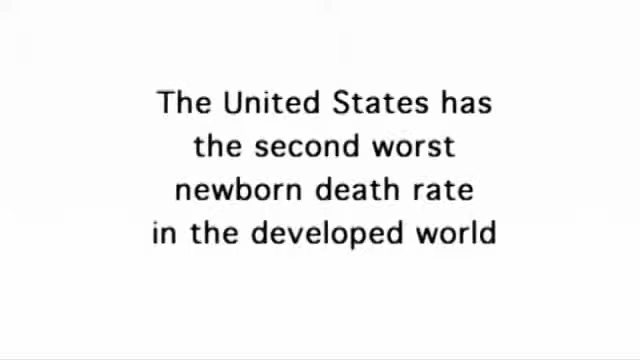 The United States has
the second worst
newborn death rate
in the developed world